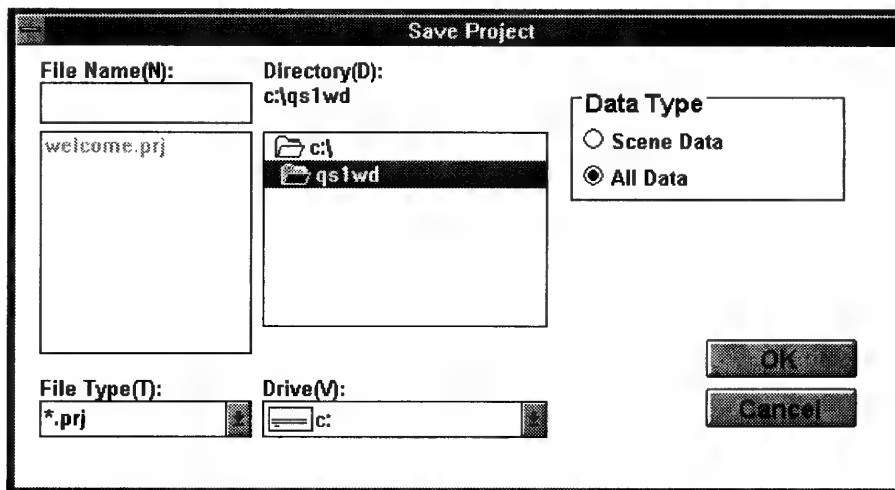 Save Project
File Name(N):
Directory(D):
c:\qs1wd
welcome.prj
c:\
qs1wd
Data Type
Scene Data
All Data
File Type(T):
*.prj
Drive(V):
c:
OK
Cancel